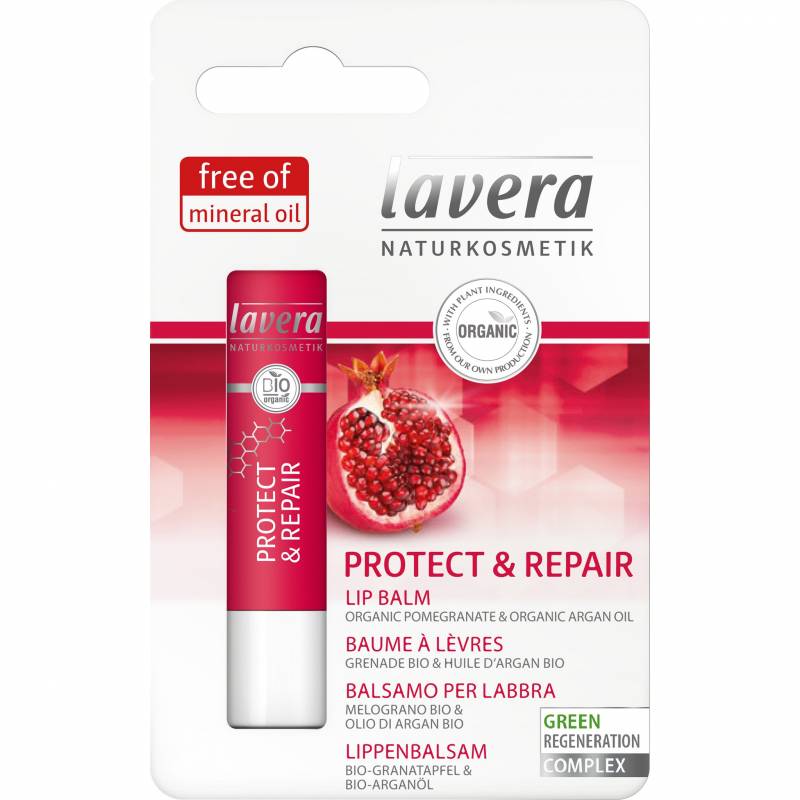 free of
mineral oil
lavera
NATURKOSMETIK
WITH PLANT INGREDIENTS
ORGANIC
FROM OUR OWN PRODUCTION
lavera
NATURKOSMETIK
BIO
organic
PROTECT
& REPAIR
PROTECT & REPAIR
LIP BALM
ORGANIC POMEGRANATE & ORGANIC ARGAN OIL
BAUME À LÈVRES
GRENADE BIO & HUILE D'ARGAN BIO
BALSAMO PER LABBRA
MELOGRANO BIO &
OLIO DI ARGAN BIO
LIPPENBALSAM
BIO-GRANATAPFEL &
BIO-ARGANÖL
GREEN
REGENERATION
COMPLEX